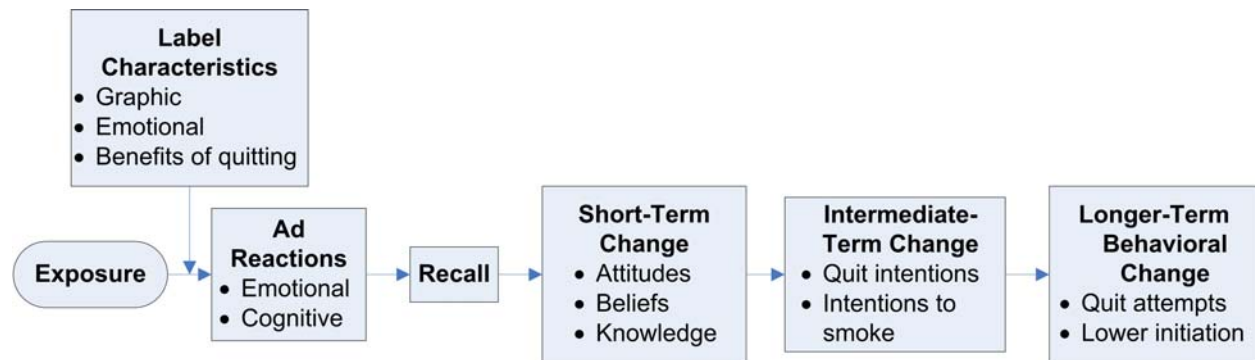 Label
Characteristics
• Graphic
• Emotional
• Benefits of quitting
Exposure
Ad
Reactions
• Emotional
• Cognitive
Recall
Short-Term
Change
• Attitudes
• Beliefs
• Knowledge
Intermediate-
Term Change
• Quit intentions
• Intentions to
smoke
Longer-Term
Behavioral
Change
• Quit attempts
• Lower initiation